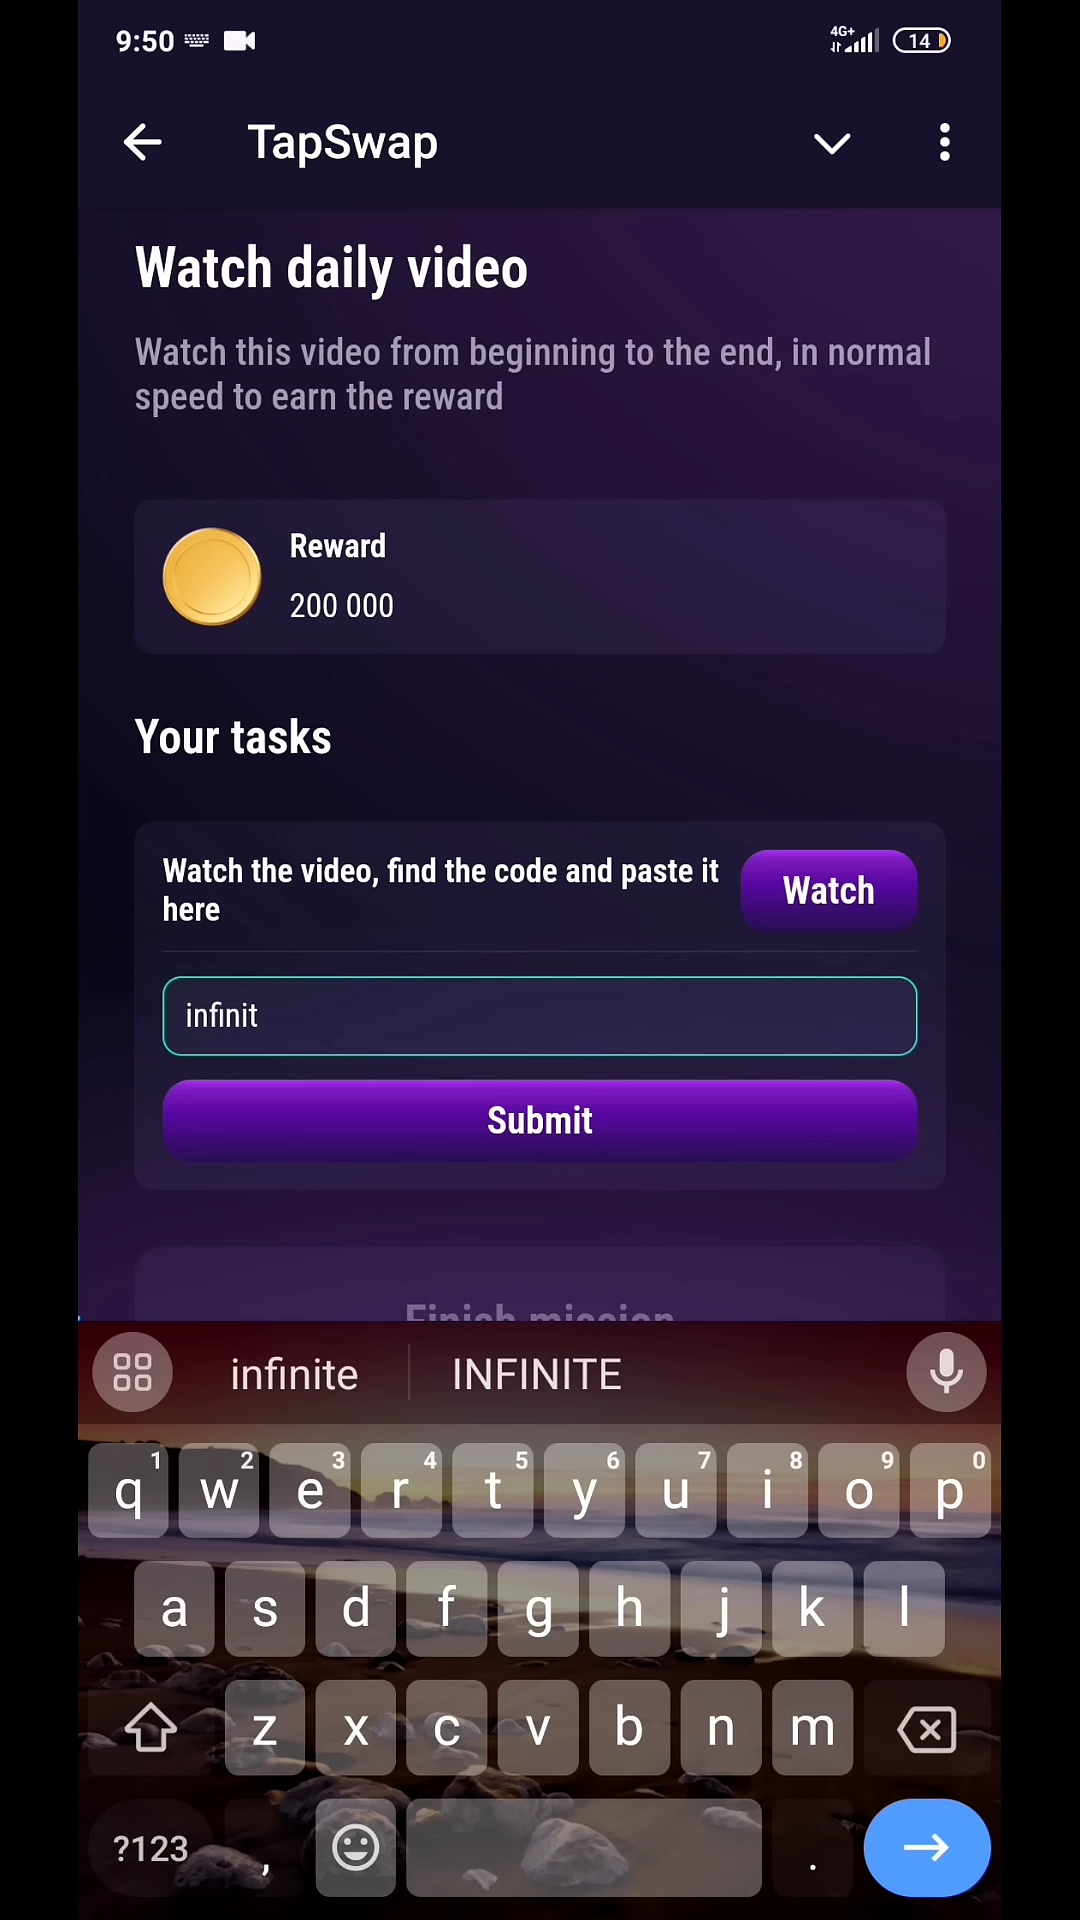 9:50
4G+
14
TapSwap
Watch daily video
Watch this video from beginning to the end, in normal
speed to earn the reward
Reward
200 000
Your tasks
Watch the video, find the code and paste it
here
Watch
infinit
Submit
Finish mission
infinite INFINITE
1 2 3 4 5 6 7 8 9 0
q w e r t y u i o p
a s d f g h j k l
z x c v b n m
?123 , .